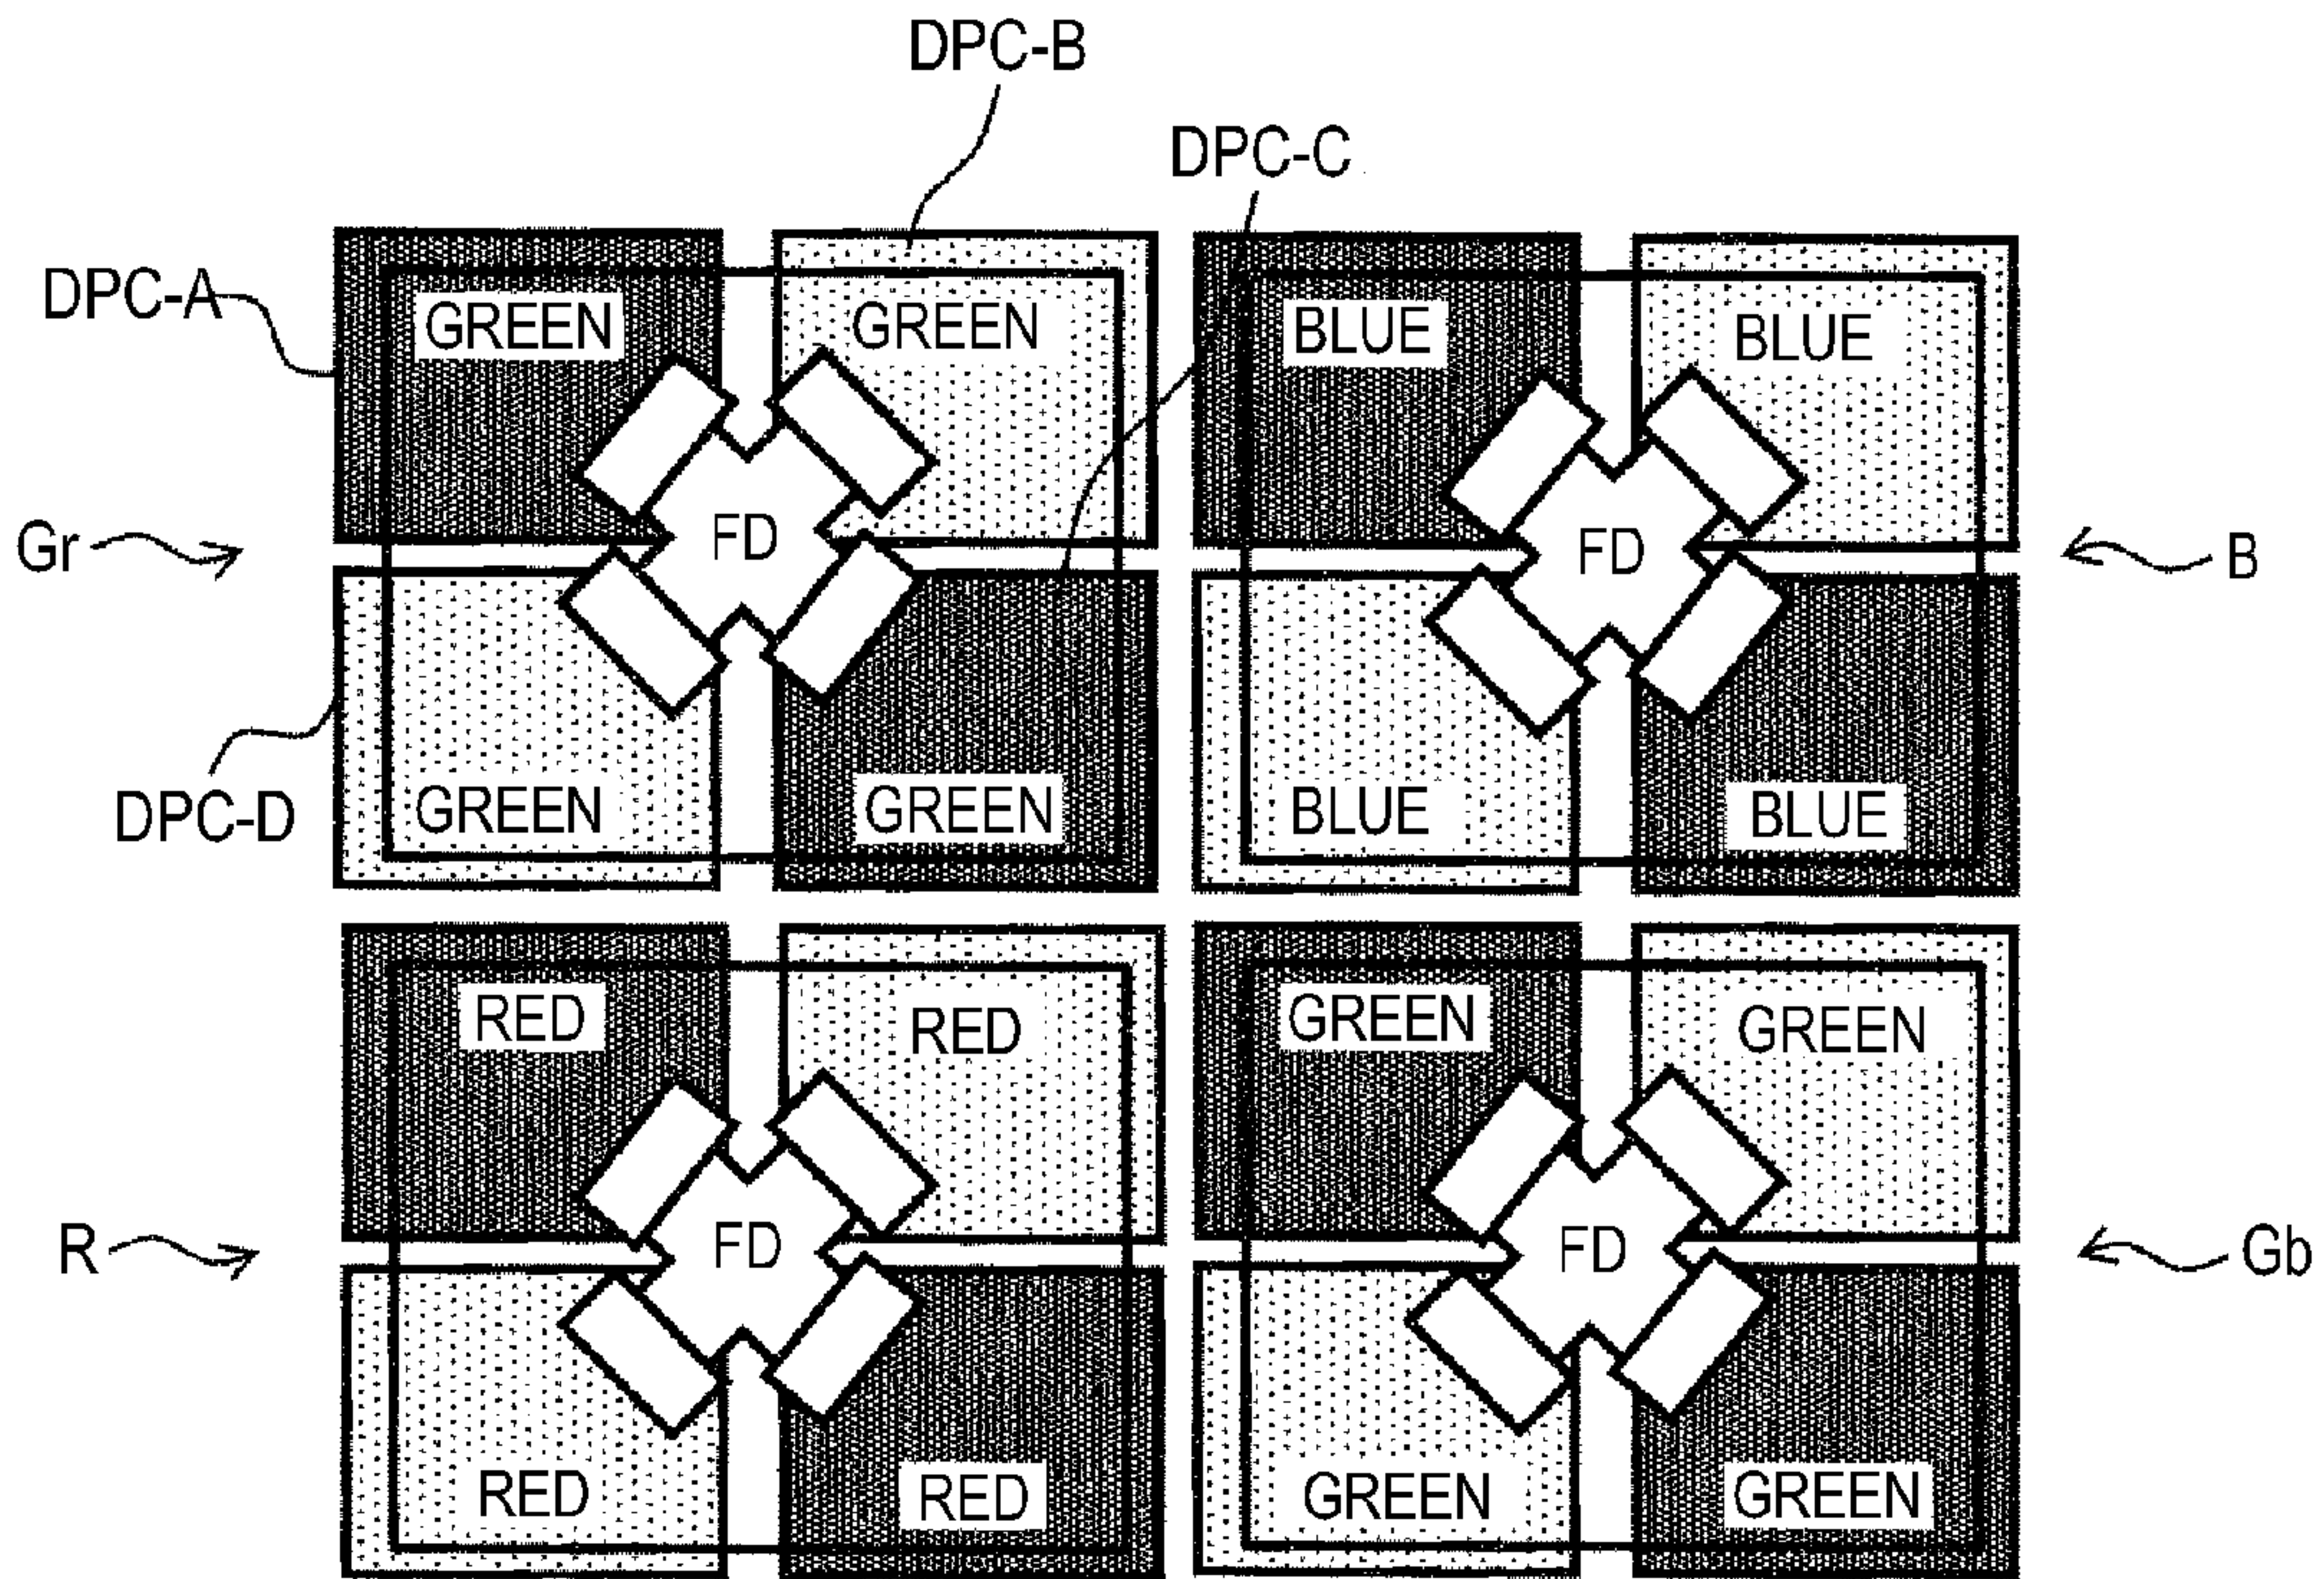 DPC-B
DPC-C
DPC-A
GREEN GREEN BLUE BLUE
Gr FD FD B
DPC-D GREEN GREEN BLUE BLUE
RED RED GREEN GREEN
R FD FD Gb
RED RED GREEN GREEN